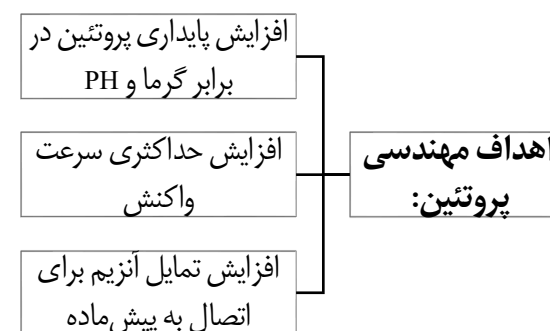 اهداف مهندسی
پروتئین:
افزایش پایداری پروتئین در
برابر گرما و PH
افزایش حداکثری سرعت
واکنش
افزایش تمایل آنزیم برای
اتصال به پیش‌ماده